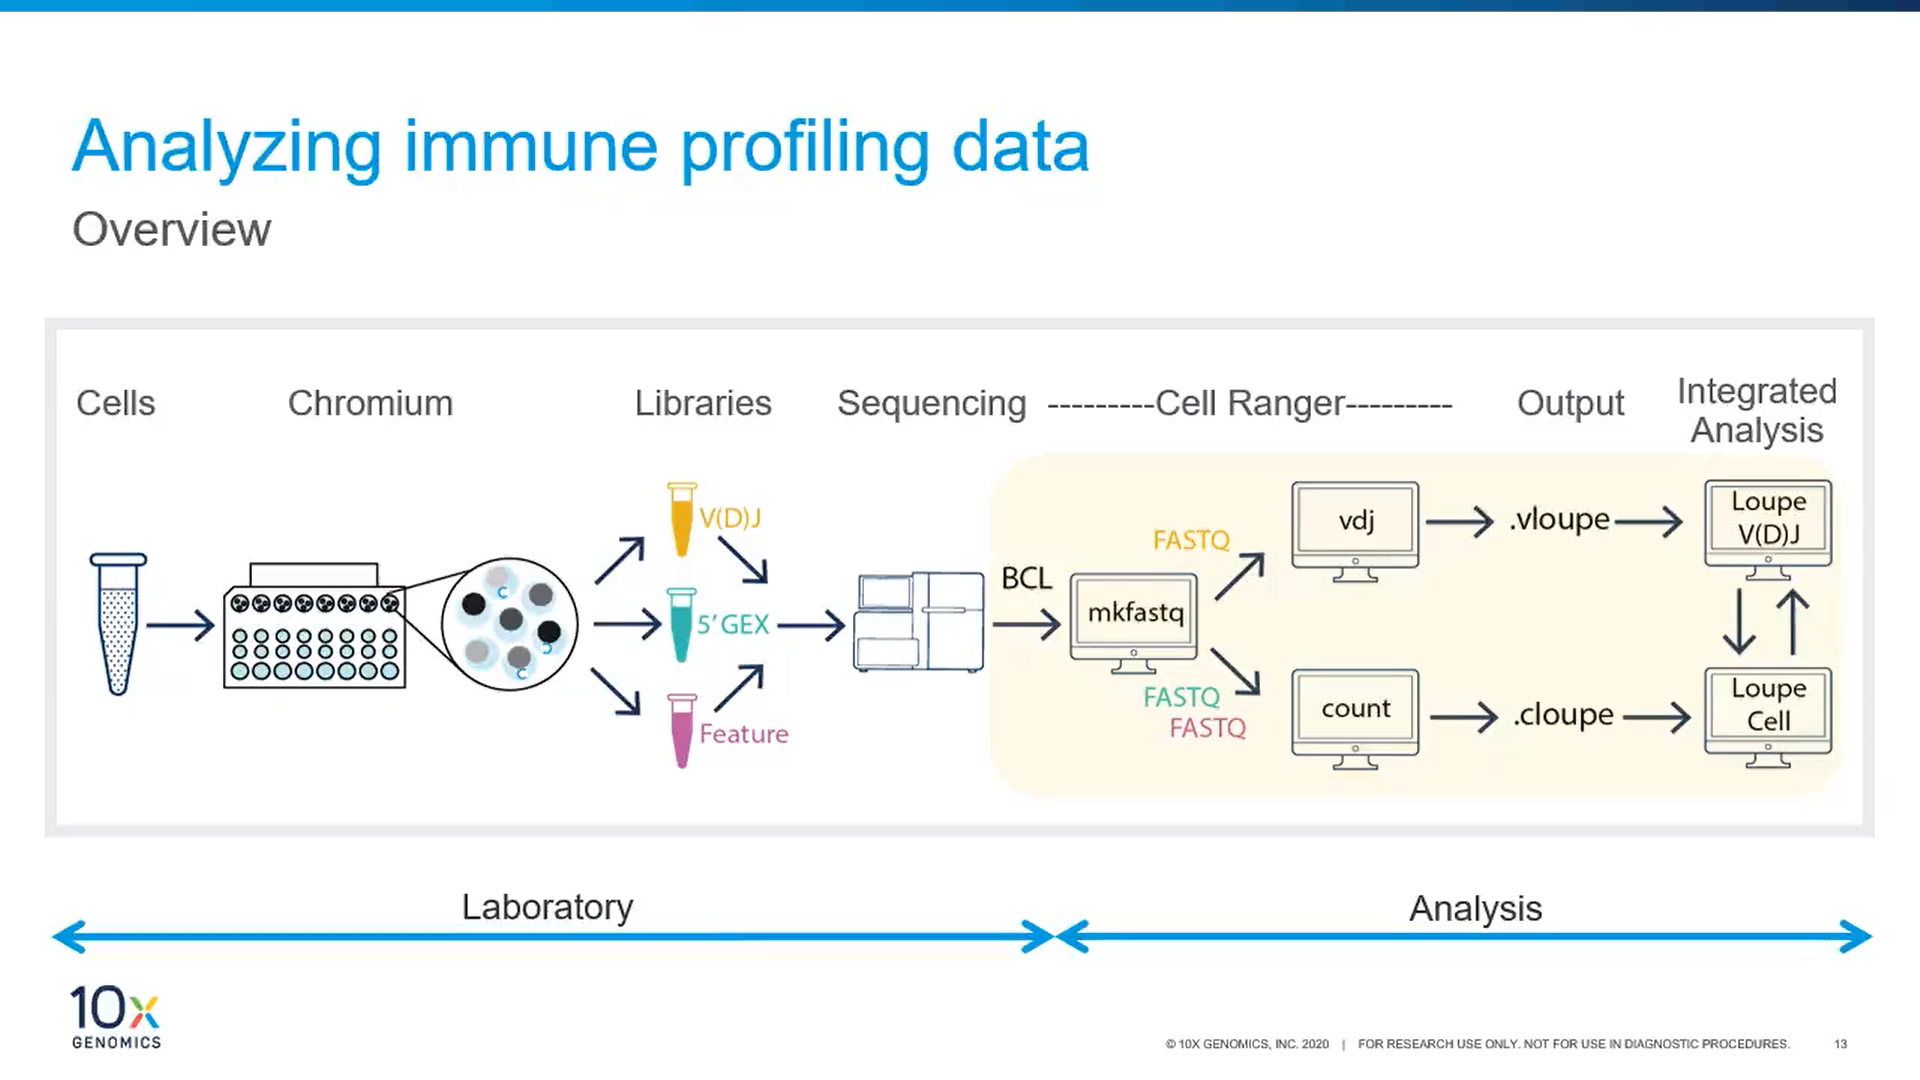 Analyzing immune profiling data
Overview
Cells
Chromium
Libraries
Sequencing
---------Cell Ranger---------
Output
Integrated
Analysis
V(D)J
5' GEX
Feature
BCL
mkfastq
FASTQ
FASTQ
FASTQ
vdj
count
.vloupe
.cloupe
Loupe
V(D)J
Loupe
Cell
Laboratory
Analysis
10x
GENOMICS
© 10X GENOMICS, INC. 2020 | FOR RESEARCH USE ONLY. NOT FOR USE IN DIAGNOSTIC PROCEDURES. 13